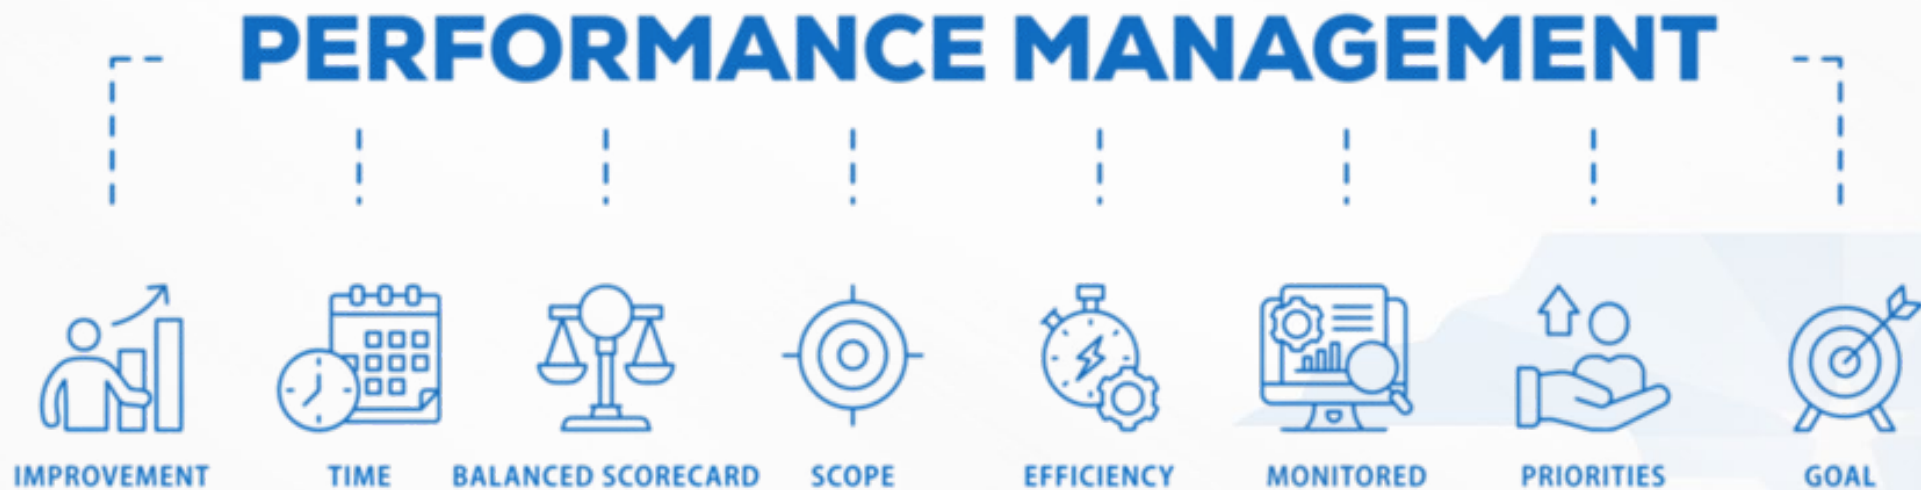 PERFORMANCE MANAGEMENT
IMPROVEMENT
TIME
BALANCED SCORECARD
SCOPE
EFFICIENCY
MONITORED
PRIORITIES
GOAL